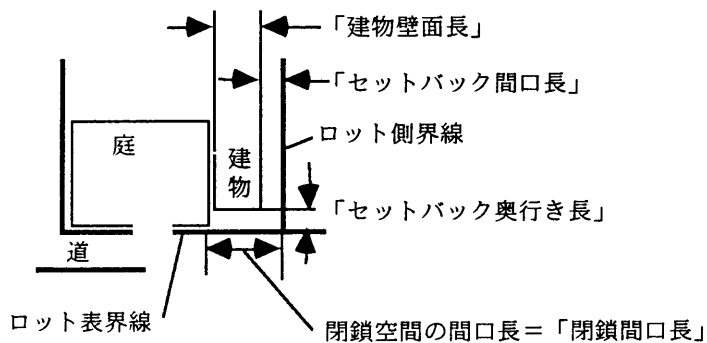 「建物壁面長」
「セットバック間口長」
ロット側界線
庭
建物
「セットバック奥行き長」
道
ロット表界線
閉鎖空間の間口長=「閉鎖間口長」